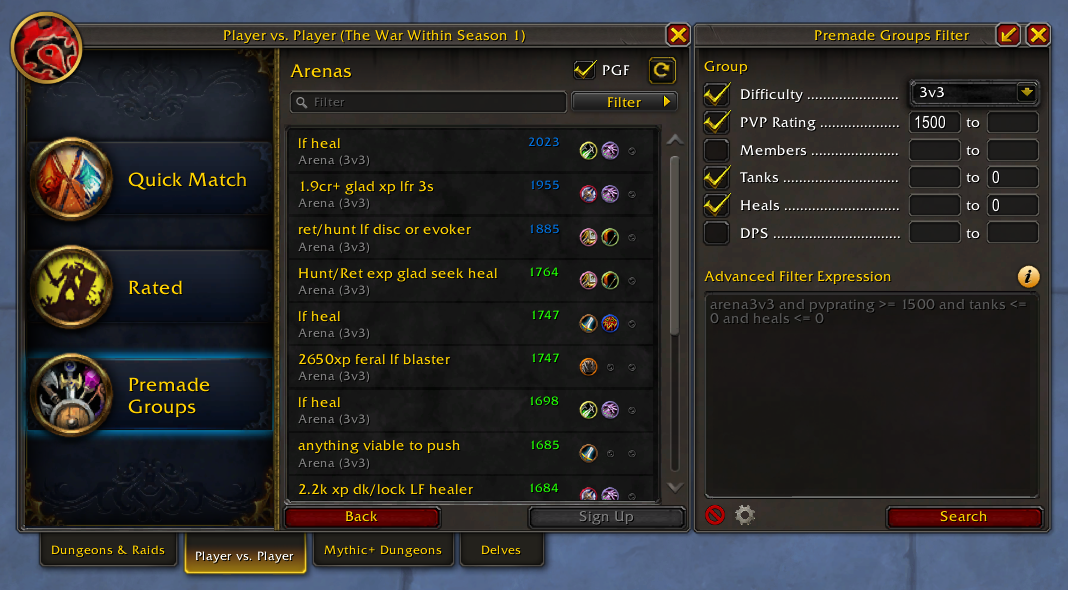 Player vs. Player (The War Within Season 1)
Quick Match
Rated
Premade
Groups
Arenas
PGF
Filter
Filter
lf heal
2023
Arena (3v3)
1.9cr+ glad xp lfr 3s
1955
Arena (3v3)
ret/hunt lf disc or evoker
1885
Arena (3v3)
Hunt/Ret exp glad seek heal
1764
Arena (3v3)
lf heal
1747
Arena (3v3)
2650xp feral lf blaster
1747
Arena (3v3)
lf heal
1698
Arena (3v3)
anything viable to push
1685
Arena (3v3)
2.2k xp dk/lock LF healer
1684
Back
Sign Up
Dungeons & Raids
Player vs. Player
Mythic+ Dungeons
Delves
Premade Groups Filter
Group
Difficulty ....................... 3v3
PVP Rating .................... 1500 to
Members ...................... to
Tanks ............................ to 0
Heals ............................. to 0
DPS ................................ to
Advanced Filter Expression
i
arena3v3 and pvprating >= 1500 and tanks <=
0 and heals <= 0
Search